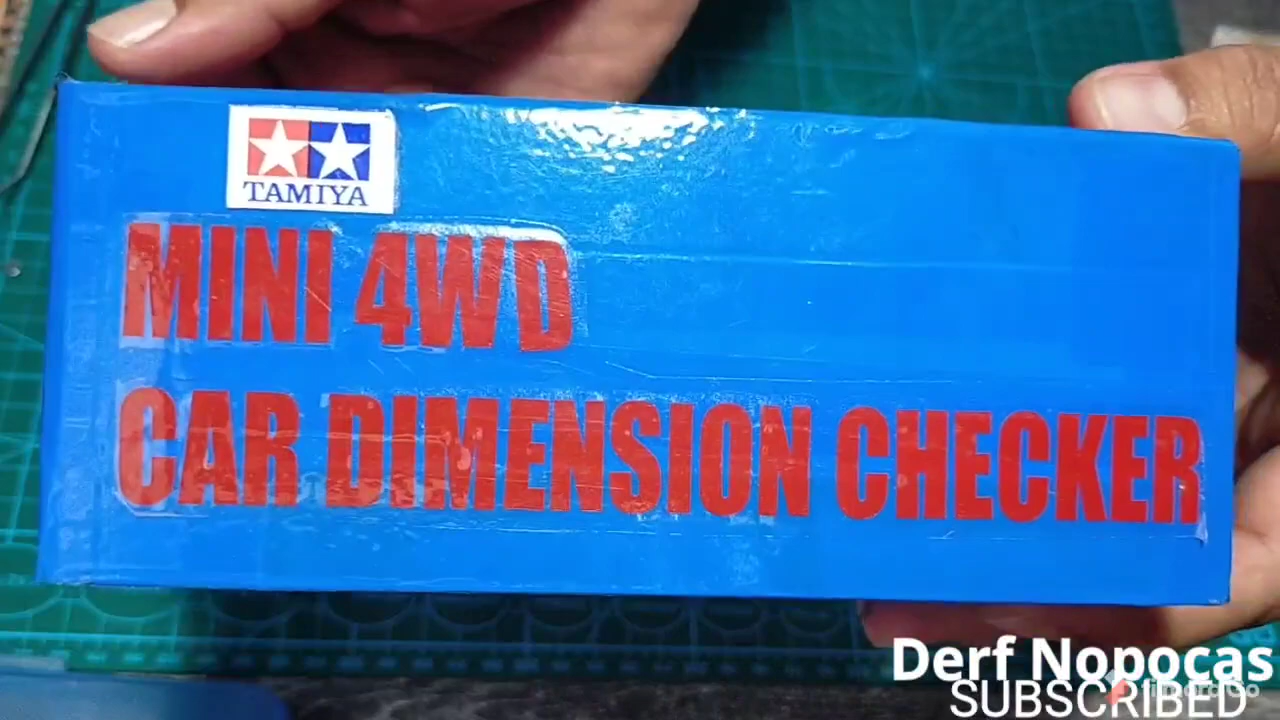 TAMIYA
MINI 4WD
CAR DIMENSION CHECKER
Derf Nopocas
SUBSCRIBED